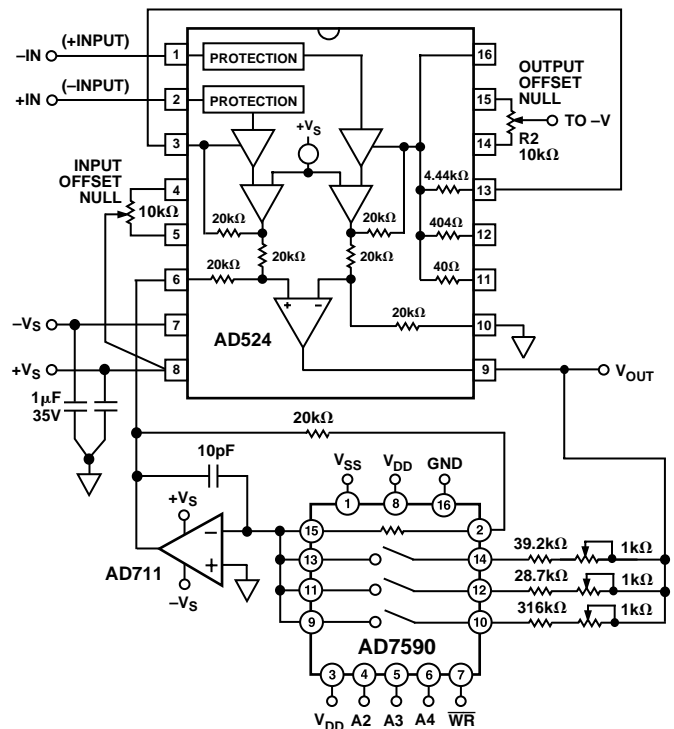 –IN (+INPUT)
+IN (–INPUT)
1 PROTECTION
2 PROTECTION
3
4
5
6
7
8
16
15
14
13
12
11
10
9
OUTPUT
OFFSET
NULL
TO –V
R2
10kΩ
INPUT
OFFSET
NULL
10kΩ
+VS
4.44kΩ
404Ω
40Ω
20kΩ
20kΩ
20kΩ
20kΩ
20kΩ
20kΩ
+ –
AD524
–VS
+VS
1μF
35V
VOUT
20kΩ
10pF
+VS
–
+
–VS
AD711
VSS
VDD
GND
1
8
16
15
2
13
14
11
12
9
10
39.2kΩ 1kΩ
28.7kΩ 1kΩ
316kΩ 1kΩ
AD7590
3
4
5
6
7
VDD A2 A3 A4 W̅R̅